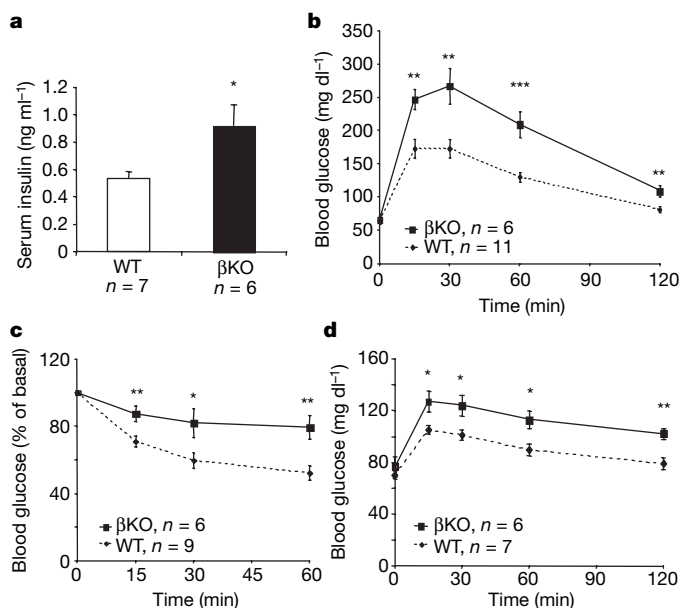 a
Serum insulin (ng ml⁻¹)
1.2
1.0
0.8
0.6
0.4
0.2
0
*
WT
n = 7
βKO
n = 6
b
Blood glucose (mg dl⁻¹)
350
300
250
200
150
100
50
0
** ** *** **
βKO, n = 6
WT, n = 11
0 30 60 90 120
Time (min)
c
Blood glucose (% of basal)
120
80
40
0
** * **
βKO, n = 6
WT, n = 9
0 15 30 45 60
Time (min)
d
Blood glucose (mg dl⁻¹)
160
120
80
40
0
* * * **
βKO, n = 6
WT, n = 7
0 30 60 90 120
Time (min)